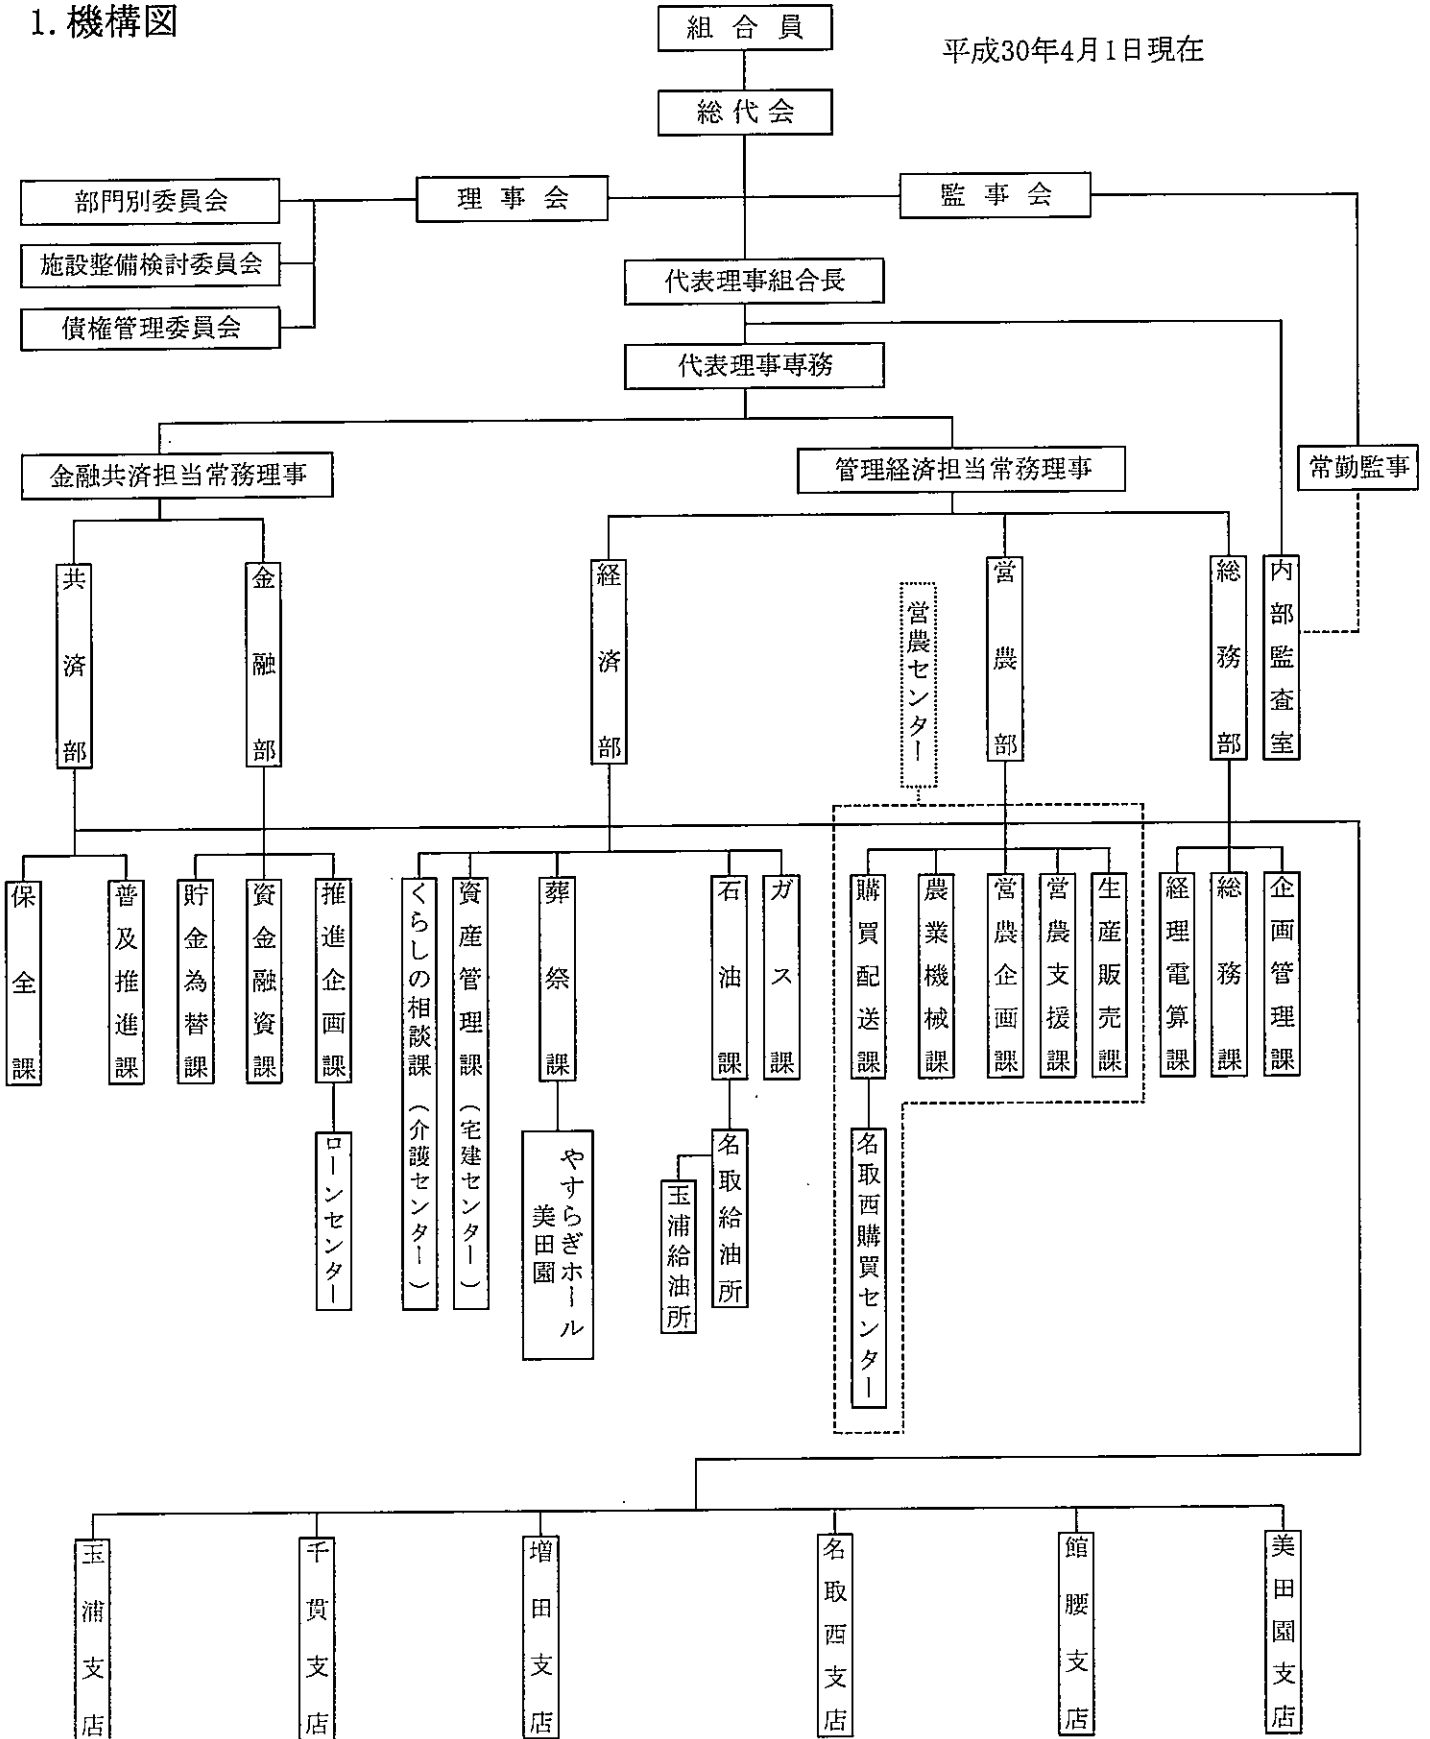 1.機構図
平成30年4月1日現在
組合員
総代会
部門別委員会
理事会
監事会
施設整備検討委員会
債権管理委員会
代表理事組合長
代表理事専務
金融共済担当常務理事
管理経済担当常務理事
常勤監事
共済部
金融部
経済部
営農センター
営農部
総務部
内部監査室
保全課
普及推進課
貯金為替課
資金融資課
推進企画課
くらしの相談課（介護センター）
資産管理課（宅建センター）
葬祭課
石油課
ガス課
購買配送課
農業機械課
営農企画課
営農支援課
生産販売課
経理電算課
総務課
企画管理課
ローンセンター
やすらぎホール
美田園
玉浦給油所
名取給油所
名取西購買センター
玉浦支店
千貫支店
増田支店
名取西支店
館腰支店
美田園支店